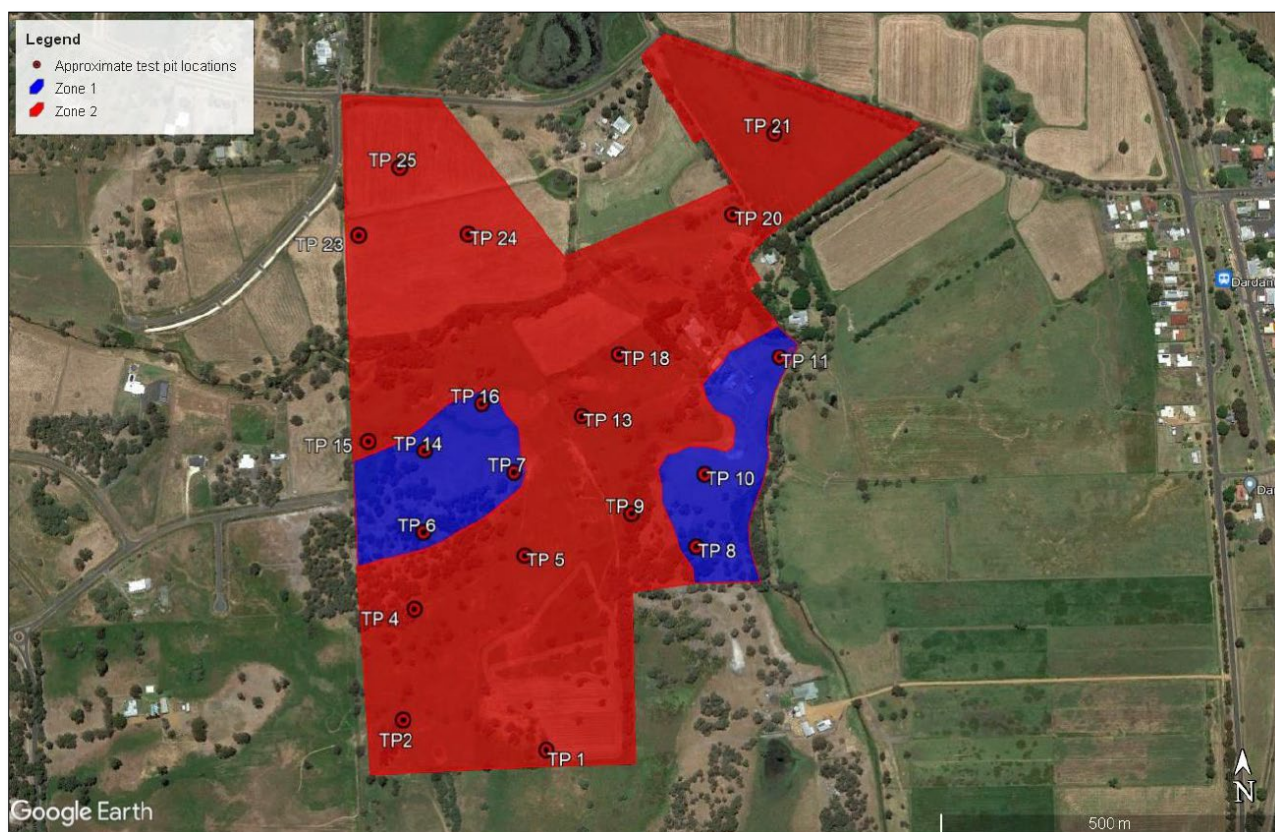 Legend
Approximate test pit locations
Zone 1
Zone 2
TP 21
TP 25
TP 20
TP 23
TP 24
TP 18
TP 11
TP 16
TP 13
TP 15
TP 14
TP 7
TP 10
TP 9
TP 6
TP 8
TP 5
TP 4
TP2
TP 1
Dardan
Da
Google Earth
N
500 m